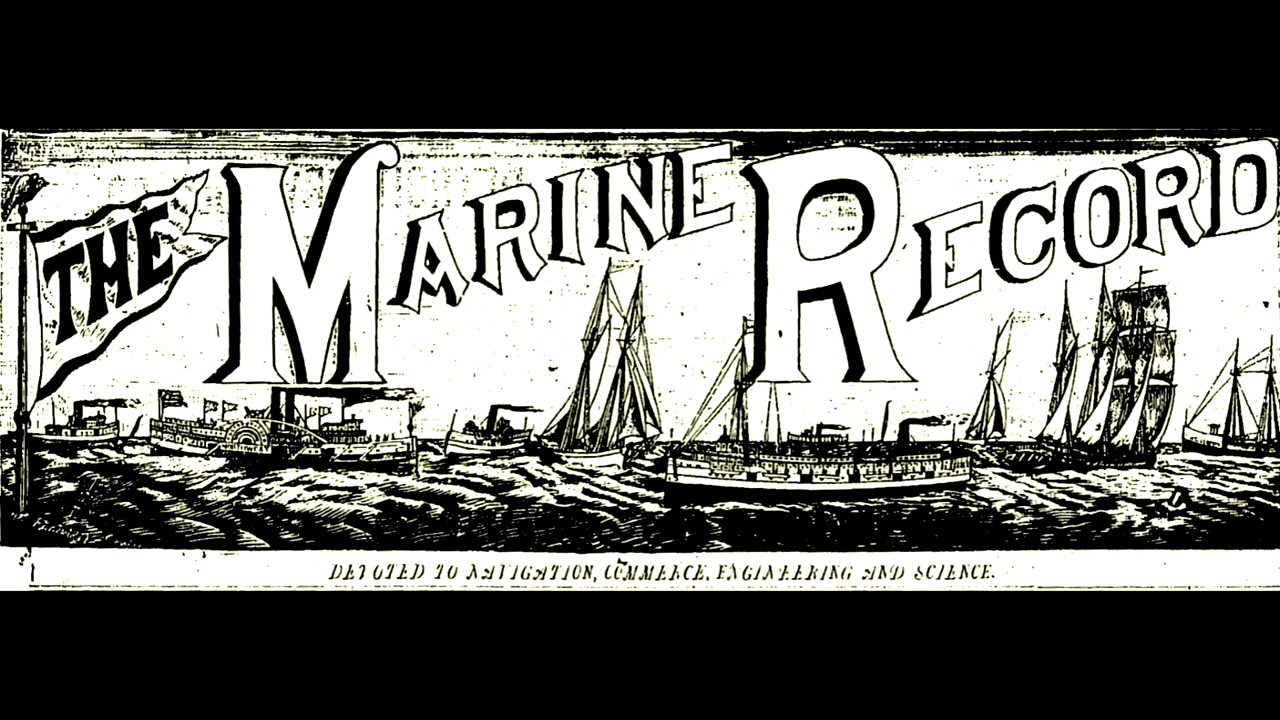 THE MARINE RECORD
DEVOTED TO NAVIGATION, COMMERCE, ENGINEERING AND SCIENCE.